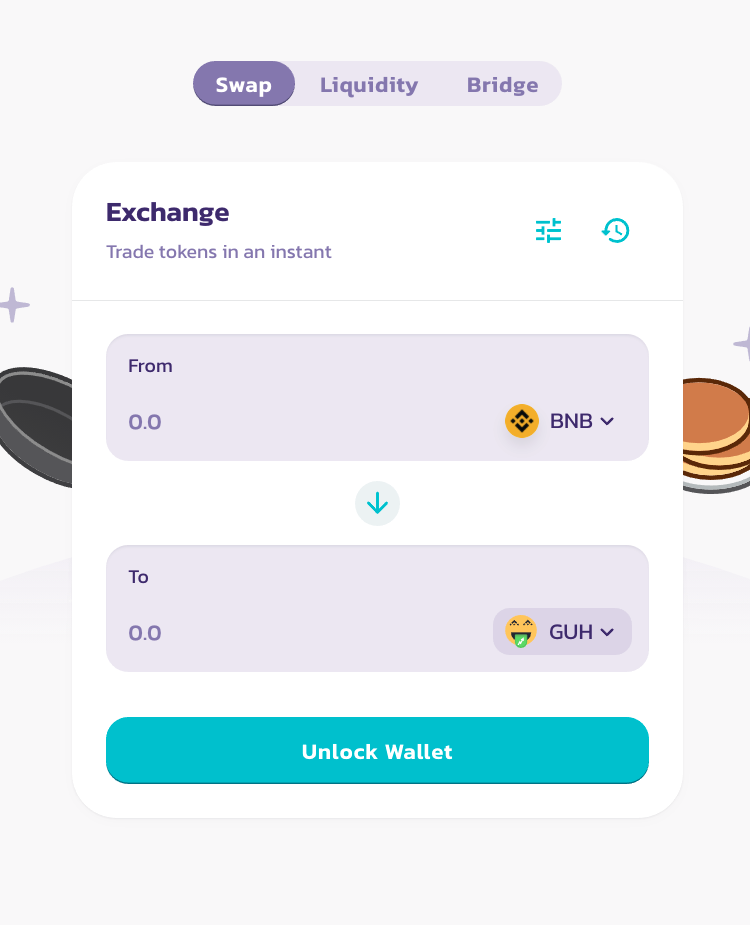 Swap Liquidity Bridge
Exchange
Trade tokens in an instant
From
0.0 BNB
To
0.0 GUH
Unlock Wallet